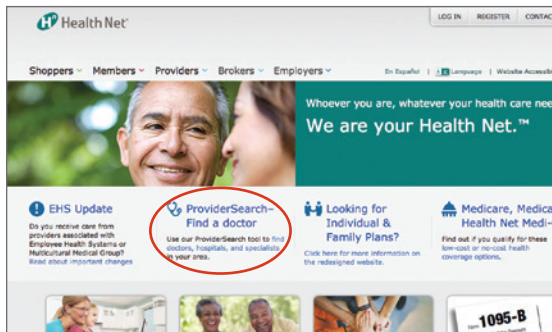 Health Net®
LOG IN REGISTER CONTAC
Shoppers Members Providers Brokers Employers
En Español | Language | Website Accessib
Whoever you are, whatever your health care nee
We are your Health Net.™
EHS Update
Do you receive care from
providers associated with
Employee Health Systems or
Multicultural Medical Group?
Read about important changes
ProviderSearch–
Find a doctor
Use our ProviderSearch tool to find
doctors, hospitals, and specialists
in your area.
Looking for
Individual &
Family Plans?
Click here for more information on
the redesigned website.
Medicare, Medica
Health Net Medi-
Find out if you qualify for these
low-cost or no-cost health
coverage options.
1095-B